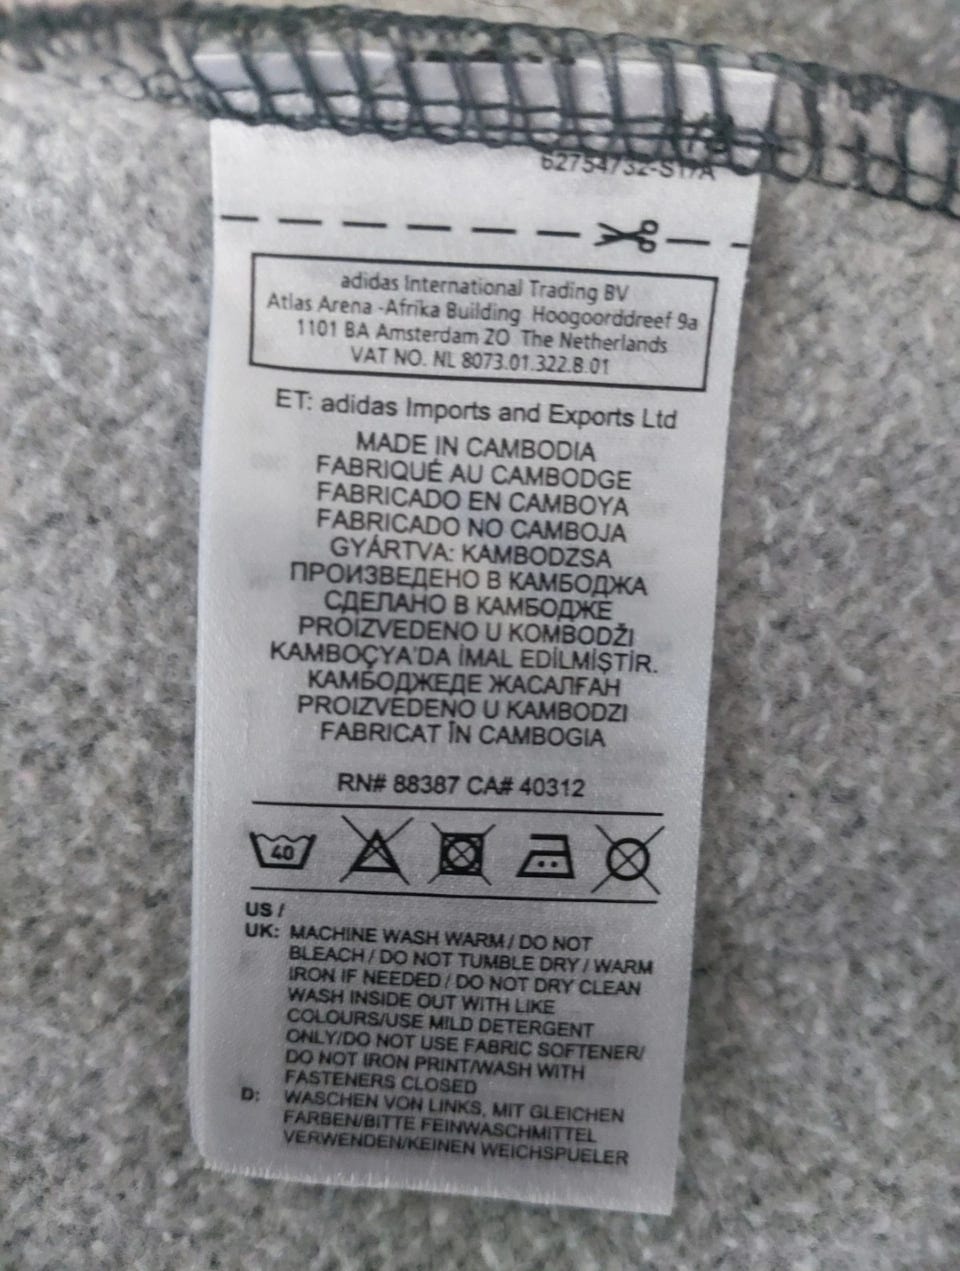 62754732-S17A
adidas International Trading BV
Atlas Arena -Afrika Building Hoogoorddreef 9a
1101 BA Amsterdam ZO The Netherlands
VAT NO. NL 8073.01.322.B.01
ET: adidas Imports and Exports Ltd
MADE IN CAMBODIA
FABRIQUÉ AU CAMBODGE
FABRICADO EN CAMBOYA
FABRICADO NO CAMBOJA
GYÁRTVA: KAMBODZSA
ПРОИЗВЕДЕНО В КАМБОДЖА
СДЕЛАНО В КАМБОДЖЕ
PROIZVEDENO U KOMBODŽI
KAMBOÇYA'DA İMAL EDİLMİŞTİR.
КАМБОДЖЕДЕ ЖАСАЛҒАН
PROIZVEDENO U KAMBODZI
FABRICAT ÎN CAMBOGIA
RN# 88387 CA# 40312
40
US /
UK: MACHINE WASH WARM / DO NOT
BLEACH / DO NOT TUMBLE DRY / WARM
IRON IF NEEDED / DO NOT DRY CLEAN
WASH INSIDE OUT WITH LIKE
COLOURS/USE MILD DETERGENT
ONLY/DO NOT USE FABRIC SOFTENER/
DO NOT IRON PRINT/WASH WITH
FASTENERS CLOSED
D: WASCHEN VON LINKS, MIT GLEICHEN
FARBEN/BITTE FEINWASCHMITTEL
VERWENDEN/KEINEN WEICHSPUELER